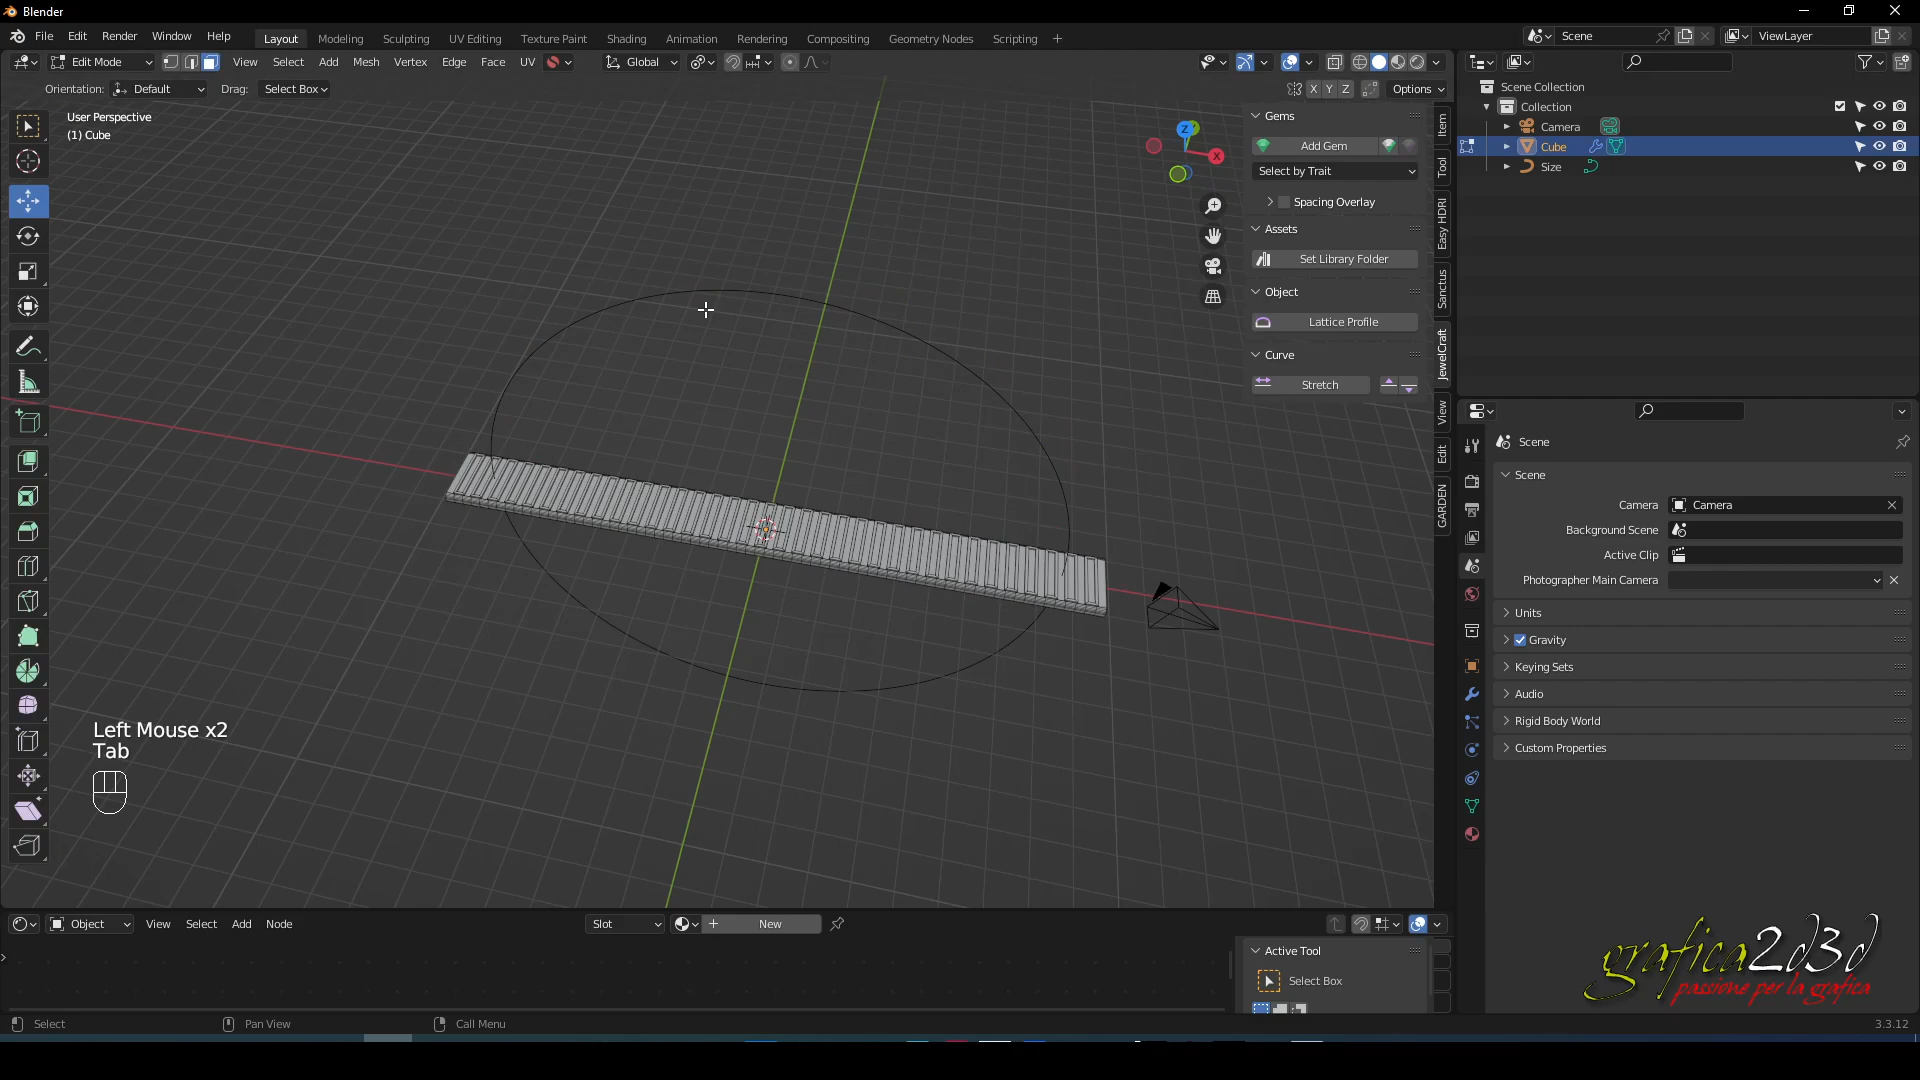 Blender
File Edit Render Window Help
Layout Modeling Sculpting UV Editing Texture Paint Shading Animation Rendering Compositing Geometry Nodes Scripting +
Scene
ViewLayer
Edit Mode View Select Add Mesh Vertex Edge Face UV
Global
Orientation: Default Drag: Select Box
X Y Z Options
User Perspective
(1) Cube
Z
X
Gems
Add Gem
Select by Trait
Spacing Overlay
Assets
Set Library Folder
Object
Lattice Profile
Curve
Stretch
Item
Tool
Easy HDRI
Sanctus
JewelCraft
View
Edit
GARDEN
Scene Collection
Collection
Camera
Cube
Size
Scene
Scene
Camera Camera
Background Scene
Active Clip
Photographer Main Camera
Units
Gravity
Keying Sets
Audio
Rigid Body World
Custom Properties
Left Mouse x2
Tab
Object View Select Add Node
Slot
New
Active Tool
Select Box
Select
Pan View
Call Menu
3.3.12
grafica2d3d
passione per la grafica